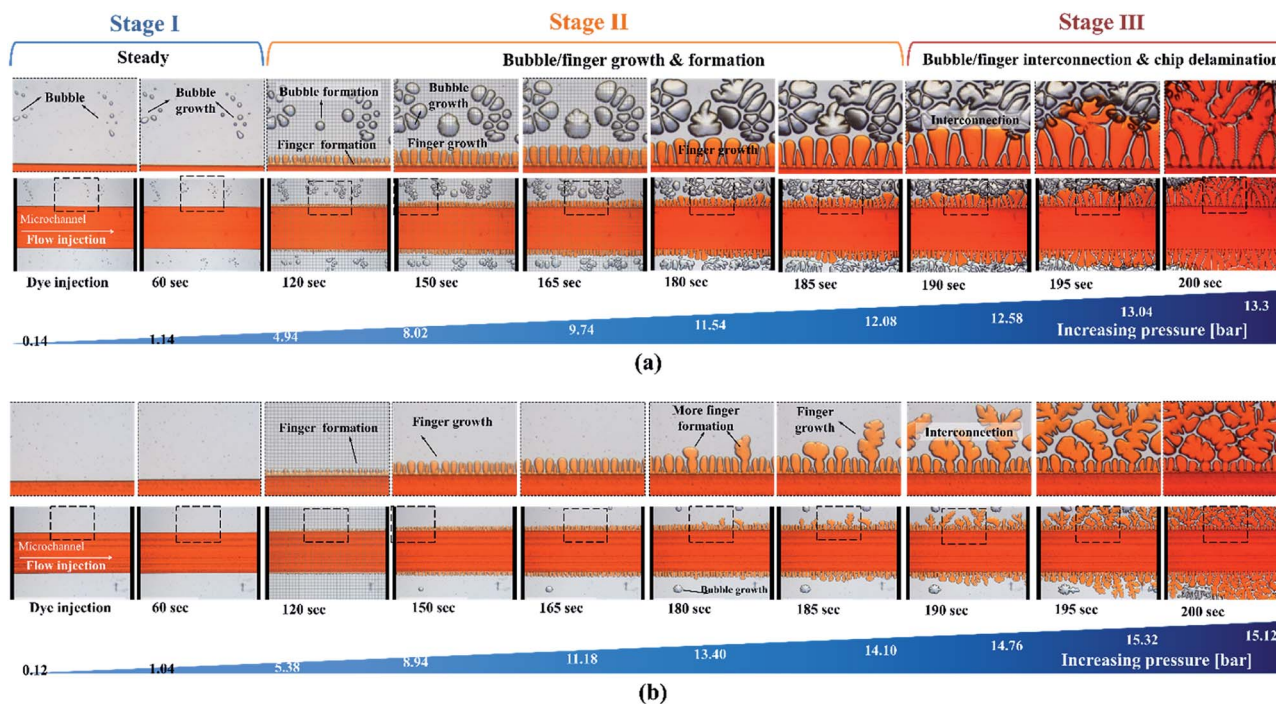 Stage I
Stage II
Stage III
Steady
Bubble/finger growth & formation
Bubble/finger interconnection & chip delamination
Bubble
Bubble
growth
Bubble formation
Finger formation
Bubble
growth
Finger growth
Finger growth
Interconnection
Microchannel
Flow injection
Dye injection
60 sec
120 sec
150 sec
165 sec
180 sec
185 sec
190 sec
195 sec
200 sec
0.14
1.14
4.94
8.02
9.74
11.54
12.08
12.58
13.04
13.3
Increasing pressure [bar]
(a)
Finger formation
Finger growth
More finger
formation
Finger
growth
Interconnection
Microchannel
Flow injection
Bubble growth
Dye injection
60 sec
120 sec
150 sec
165 sec
180 sec
185 sec
190 sec
195 sec
200 sec
0.12
1.04
5.38
8.94
11.18
13.40
14.10
14.76
15.32
15.12
Increasing pressure [bar]
(b)